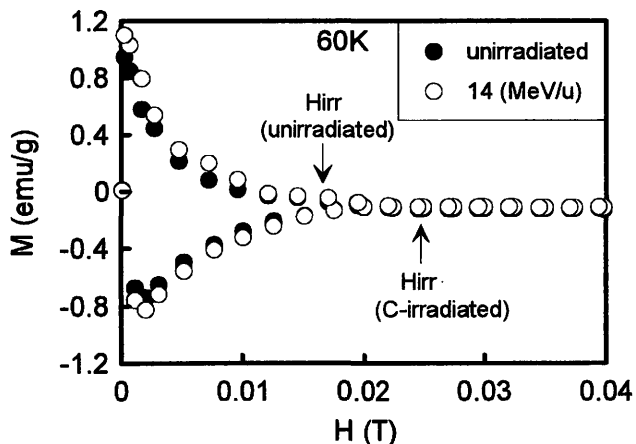 1.2
60K
unirradiated
14 (MeV/u)
0.8
Hirr
(unirradiated)
0.4
M (emu/g)
0
-0.4
Hirr
(C-irradiated)
-0.8
-1.2
0
0.01
0.02
0.03
0.04
H (T)